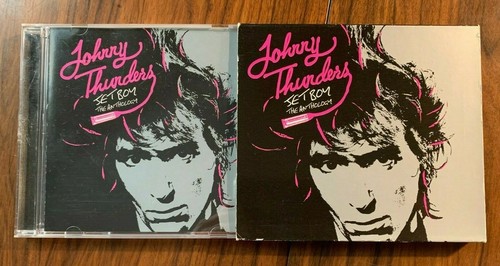 Johnny
Thunders
JET BOY
THE ANTHOLOGY
Johnny
Thunders
JET BOY
THE ANTHOLOGY